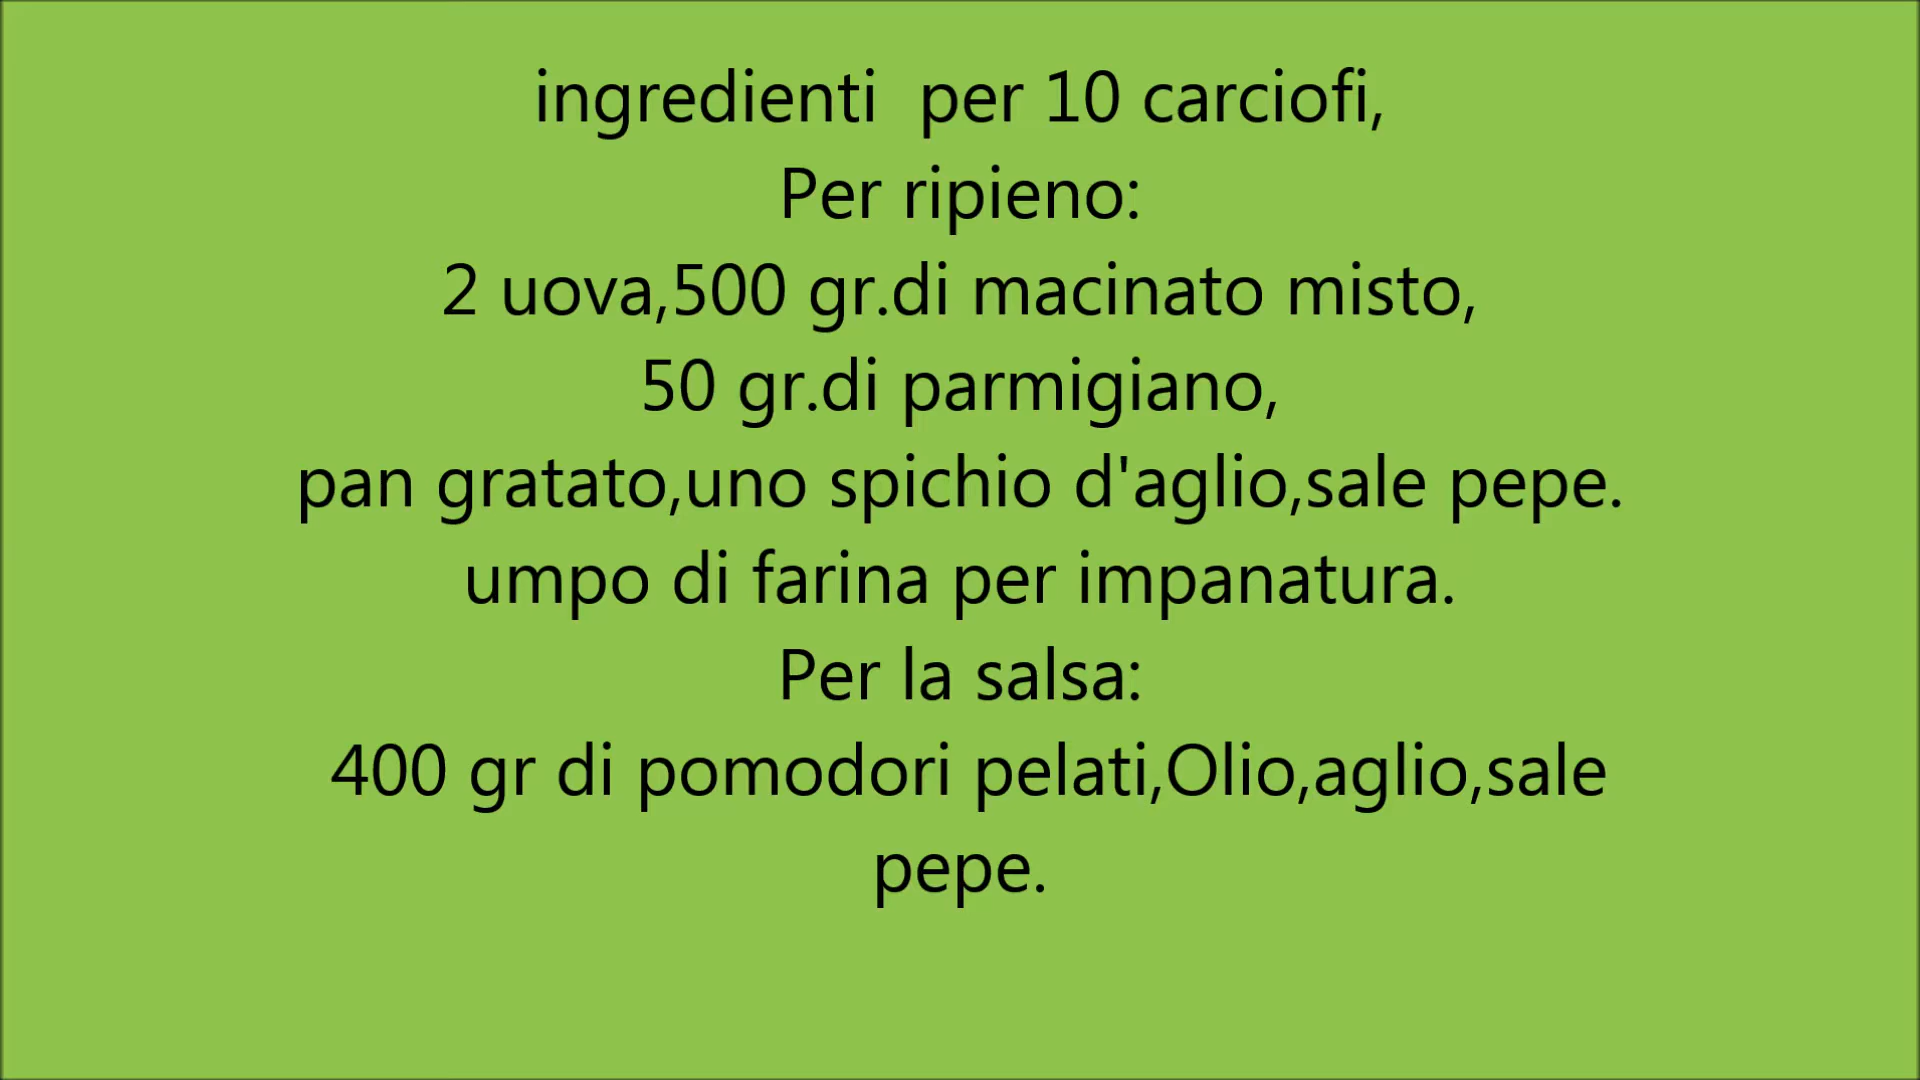 ingredienti  per 10 carciofi,
Per ripieno:
2 uova,500 gr.di macinato misto,
50 gr.di parmigiano,
pan gratato,uno spichio d'aglio,sale pepe.
umpo di farina per impanatura.
Per la salsa:
400 gr di pomodori pelati,Olio,aglio,sale
pepe.